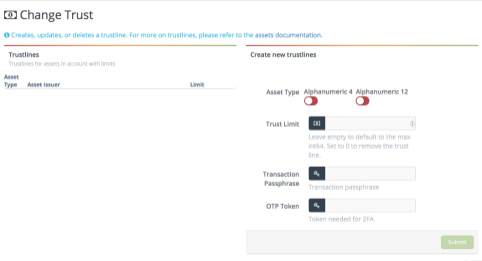 Change Trust
Creates, updates, or deletes a trustline. For more on trustlines, please refer to the assets documentation.
Trustlines
Trustlines for assets in account with limits
Asset
Type Asset Issuer Limit
Create new trustlines
Asset Type Alphanumeric 4 Alphanumeric 12
Trust Limit
Leave empty to default to the max
int64. Set to 0 to remove the trust
line.
Transaction
Passphrase
Transaction passphrase
OTP Token
Token needed for 2FA
Submit